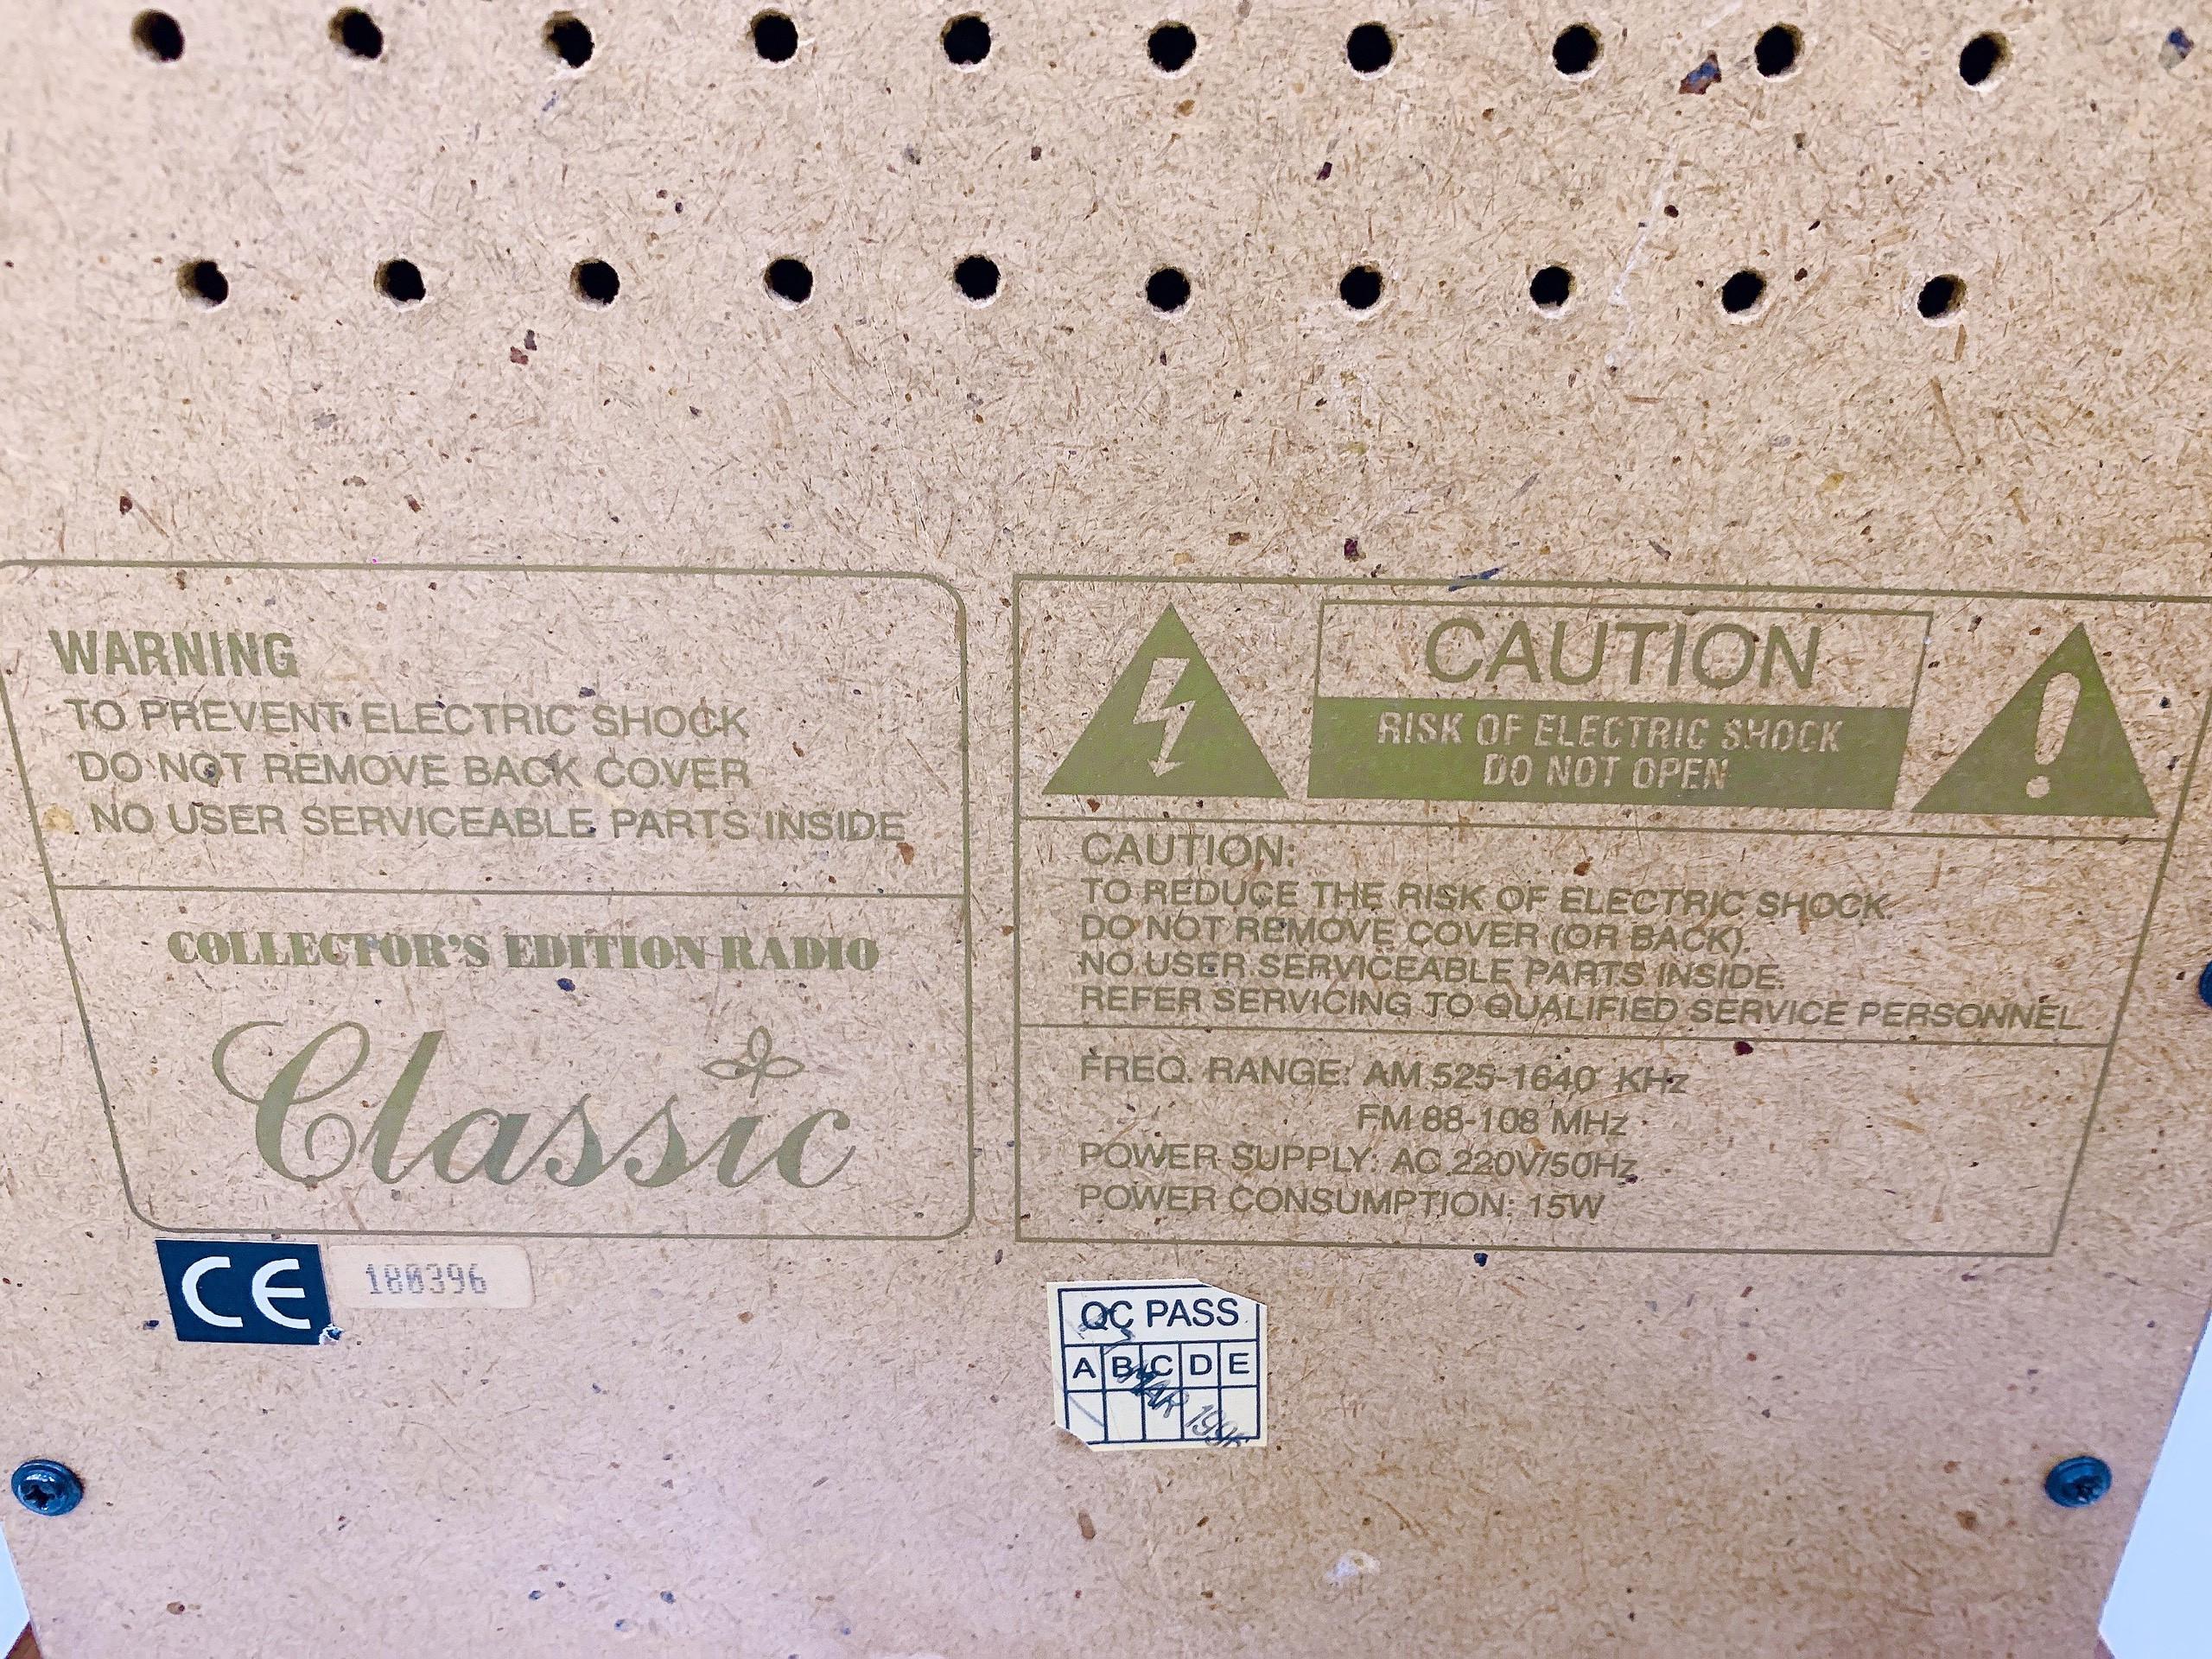 WARNING
TO PREVENT ELECTRIC SHOCK
DO NOT REMOVE BACK COVER
NO USER SERVICEABLE PARTS INSIDE
COLLECTOR'S EDITION RADIO
Classic
CE
180396
CAUTION
RISK OF ELECTRIC SHOCK
DO NOT OPEN
CAUTION:
TO REDUCE THE RISK OF ELECTRIC SHOCK.
DO NOT REMOVE COVER (OR BACK).
NO USER SERVICEABLE PARTS INSIDE.
REFER SERVICING TO QUALIFIED SERVICE PERSONNEL.
FREQ. RANGE: AM 525-1640 KHz
FM 88-108 MHz
POWER SUPPLY: AC 220V/50Hz
POWER CONSUMPTION: 15W
QC PASS
A B C D E
MAR